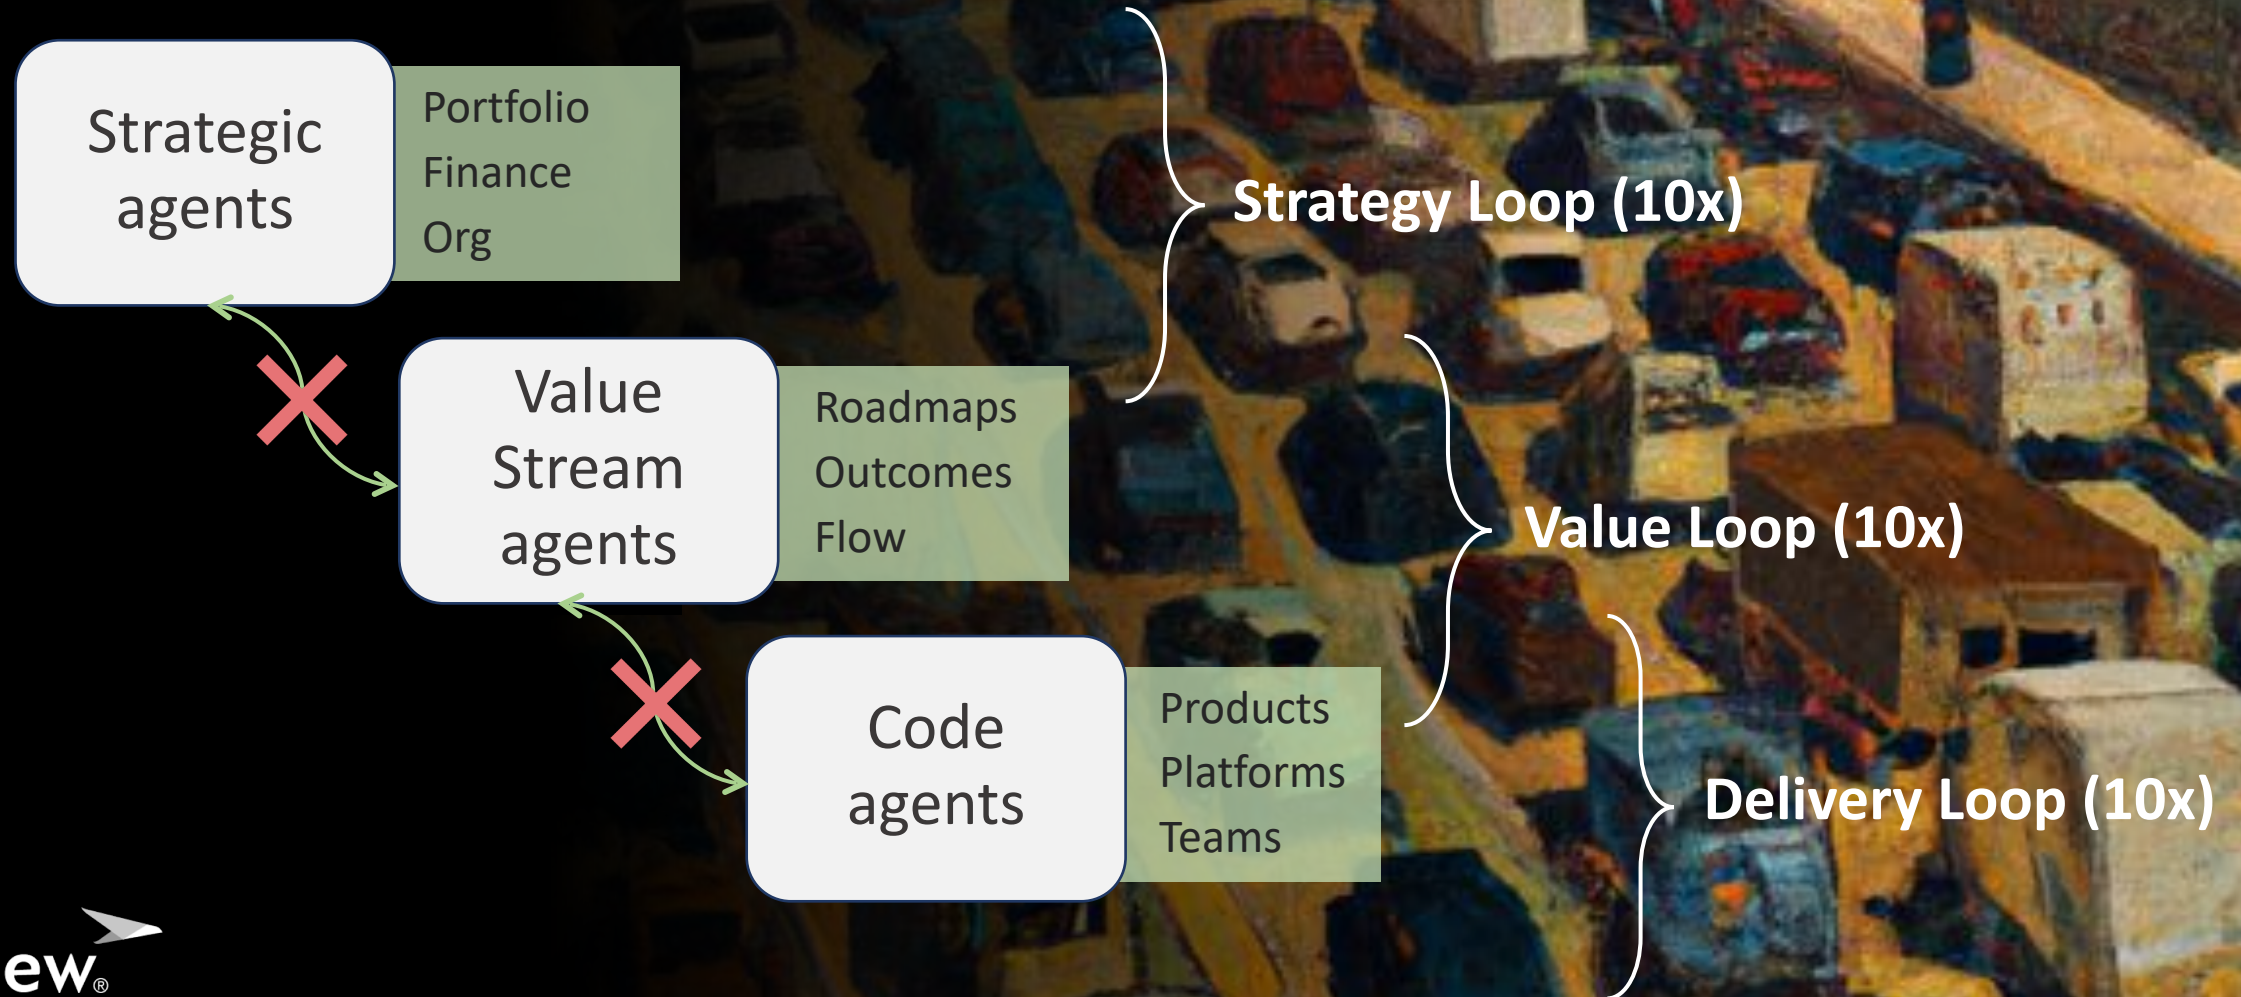 Strategic
agents
Portfolio
Finance
Org
Strategy Loop (10x)
Value
Stream
agents
Roadmaps
Outcomes
Flow
Value Loop (10x)
Code
agents
Products
Platforms
Teams
Delivery Loop (10x)
ew®